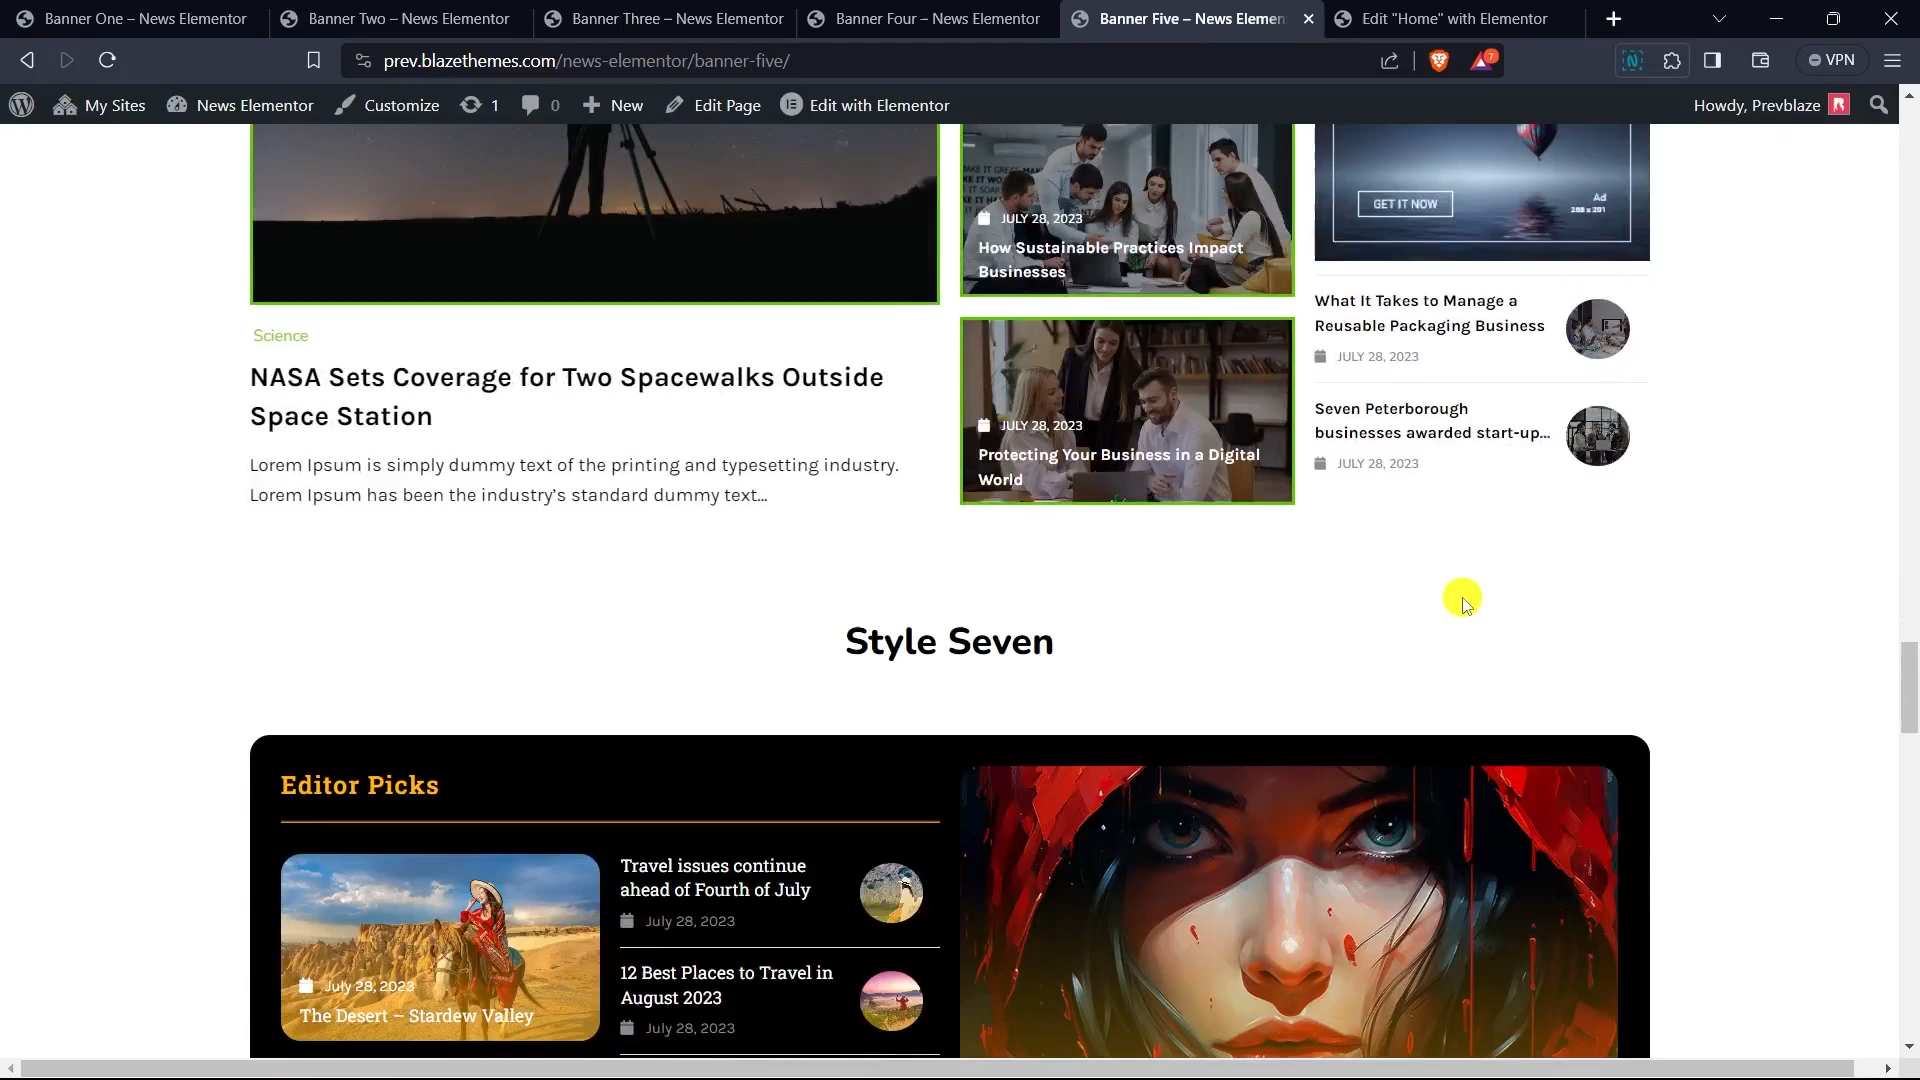 Banner One – News Elementor
Banner Two – News Elementor
Banner Three – News Elementor
Banner Four – News Elementor
Banner Five – News Elemen
Edit "Home" with Elementor
prev.blazethemes.com/news-elementor/banner-five/
7
VPN
My Sites
News Elementor
Customize
1
0
New
Edit Page
Edit with Elementor
Howdy, Prevblaze
JULY 28, 2023
How Sustainable Practices Impact
Businesses
GET IT NOW
Ad
What It Takes to Manage a
Reusable Packaging Business
JULY 28, 2023
Science
NASA Sets Coverage for Two Spacewalks Outside
Space Station
Lorem Ipsum is simply dummy text of the printing and typesetting industry.
Lorem Ipsum has been the industry’s standard dummy text…
JULY 28, 2023
Protecting Your Business in a Digital
World
Seven Peterborough
businesses awarded start-up…
JULY 28, 2023
Style Seven
Editor Picks
July 28, 2023
The Desert – Stardew Valley
Travel issues continue
ahead of Fourth of July
July 28, 2023
12 Best Places to Travel in
August 2023
July 28, 2023